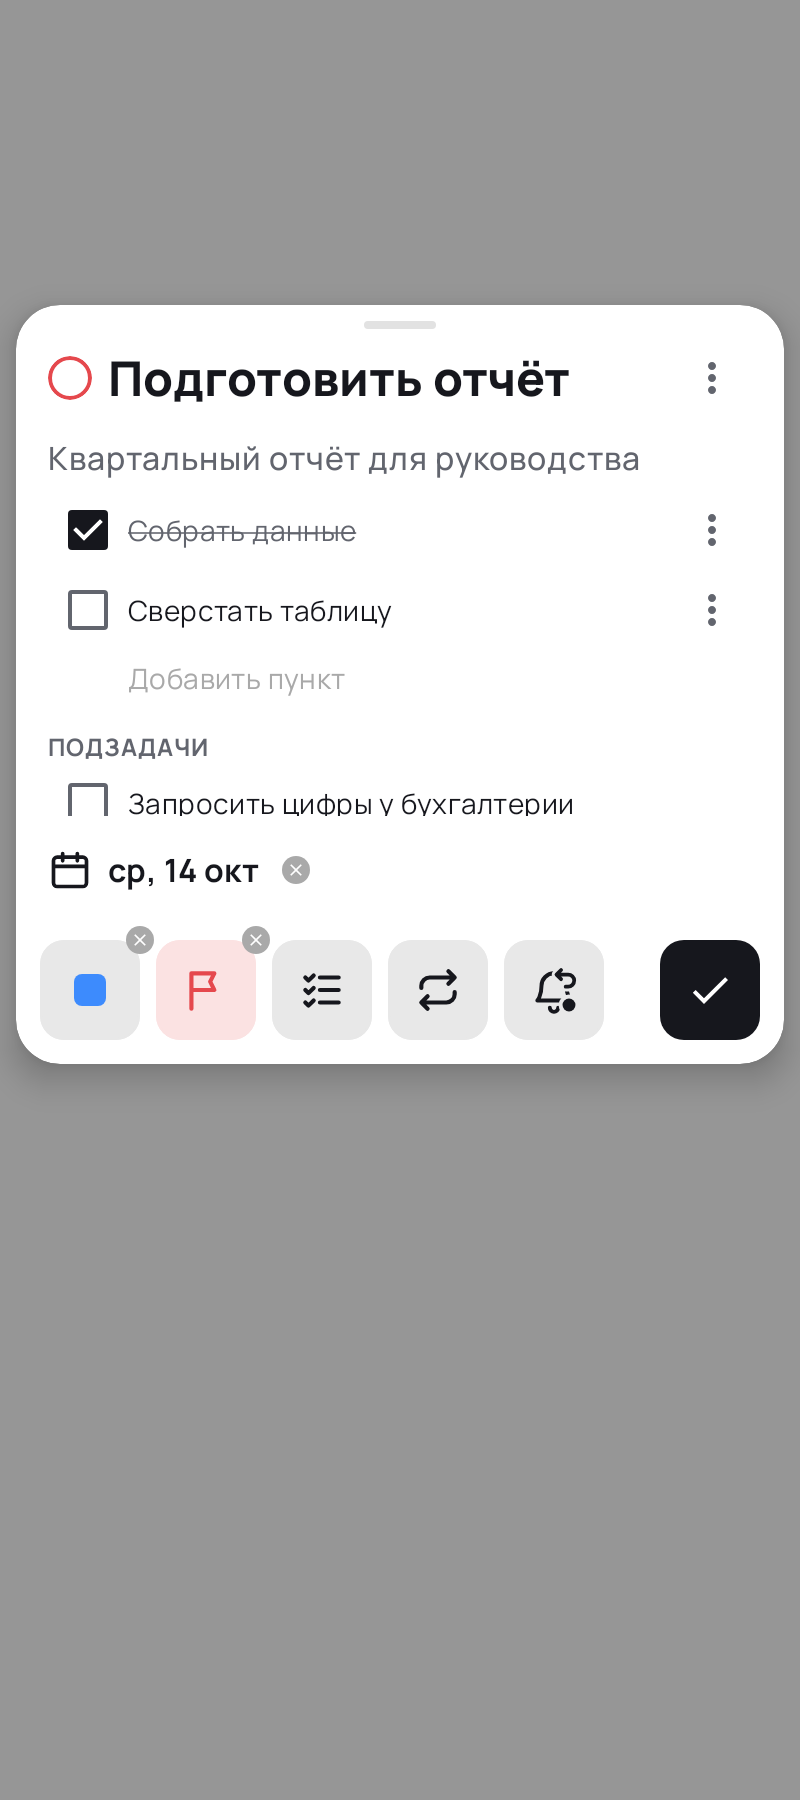 Подготовить отчёт
Квартальный отчёт для руководства
Собрать данные
Сверстать таблицу
Добавить пункт
ПОДЗАДАЧИ
Запросить цифры у бухгалтерии
ср, 14 окт